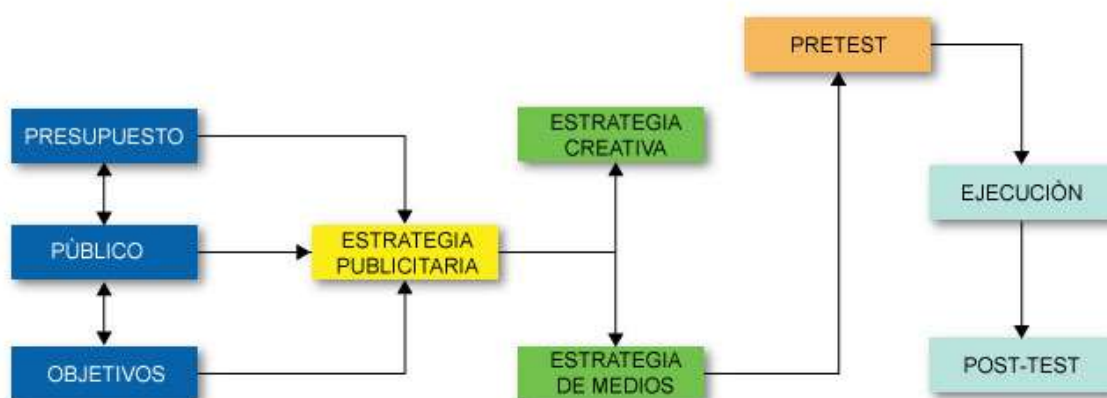 PRETEST
PRESUPUESTO
ESTRATEGIA
CREATIVA
EJECUCIÒN
PÙBLICO
ESTRATEGIA
PUBLICITARIA
OBJETIVOS
ESTRATEGIA
DE MEDIOS
POST-TEST